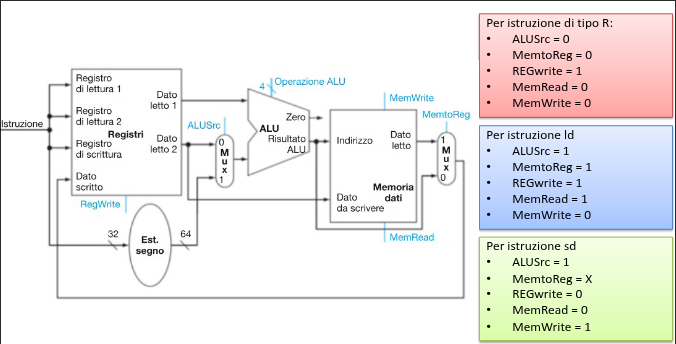 Istruzione
Registro
di lettura 1
Registro
di lettura 2
Registri
Registro
di scrittura
Dato
scritto
Dato
letto 1
Dato
letto 2
RegWrite
32
Est.
segno
64
ALUSrc
0
Mux
1
4
Operazione ALU
Zero
ALU
Risultato
ALU
MemWrite
Indirizzo
Dato
letto
Dato
da scrivere
Memoria
dati
MemRead
MemtoReg
1
Mux
0
Per istruzione di tipo R:
• ALUSrc = 0
• MemtoReg = 0
• REGwrite = 1
• MemRead = 0
• MemWrite = 0
Per istruzione ld
• ALUSrc = 1
• MemtoReg = 1
• REGwrite = 1
• MemRead = 1
• MemWrite = 0
Per istruzione sd
• ALUSrc = 1
• MemtoReg = X
• REGwrite = 0
• MemRead = 0
• MemWrite = 1